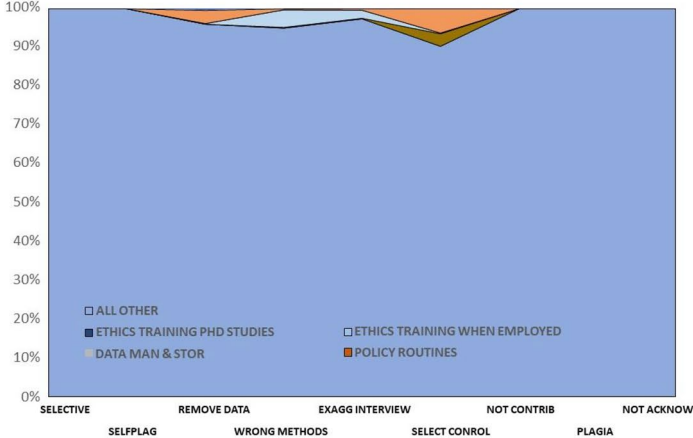 100%
90%
80%
70%
60%
50%
40%
30%
20%
10%
0%
ALL OTHER
ETHICS TRAINING PHD STUDIES
ETHICS TRAINING WHEN EMPLOYED
DATA MAN & STOR
POLICY ROUTINES
SELECTIVE
REMOVE DATA
EXAGG INTERVIEW
NOT CONTRIB
NOT ACKNOW
SELFPLAG
WRONG METHODS
SELECT CONROL
PLAGIA